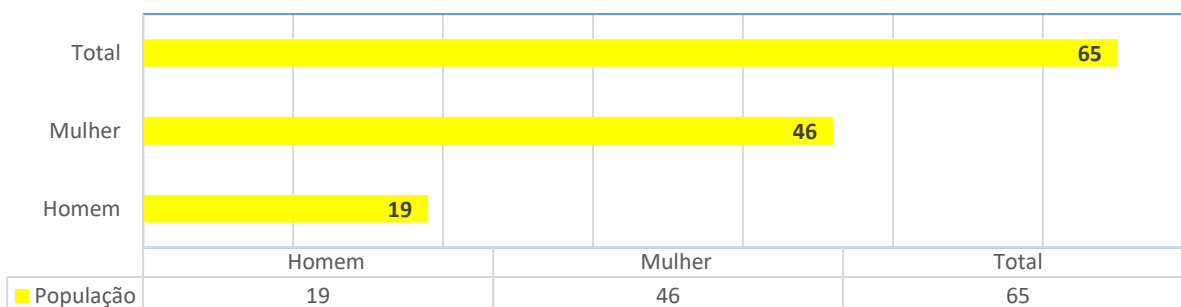 Total 65
Mulher 46
Homem 19
Homem Mulher Total
População 19 46 65